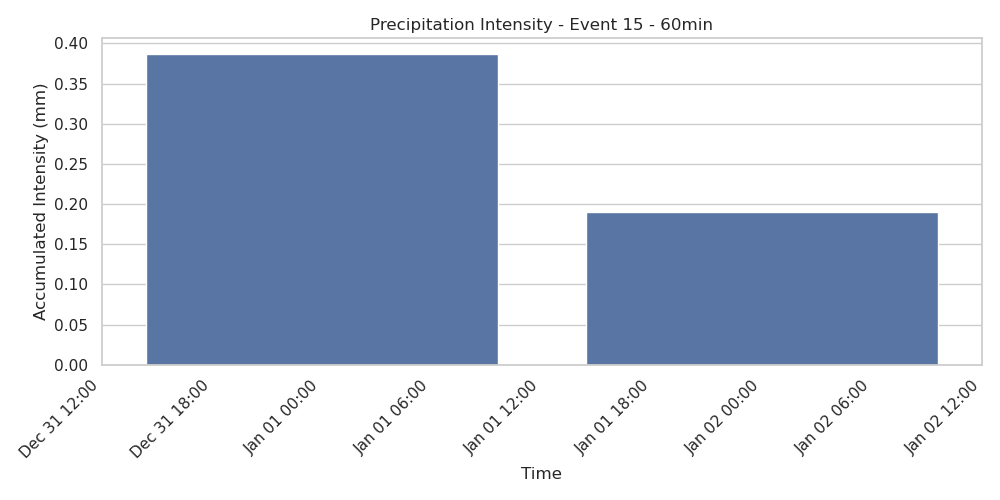 Precipitation Intensity - Event 15 - 60min
Accumulated Intensity (mm)
0.40
0.35
0.30
0.25
0.20
0.15
0.10
0.05
0.00
Dec 31 12:00
Dec 31 18:00
Jan 01 00:00
Jan 01 06:00
Jan 01 12:00
Jan 01 18:00
Jan 02 00:00
Jan 02 06:00
Jan 02 12:00
Time